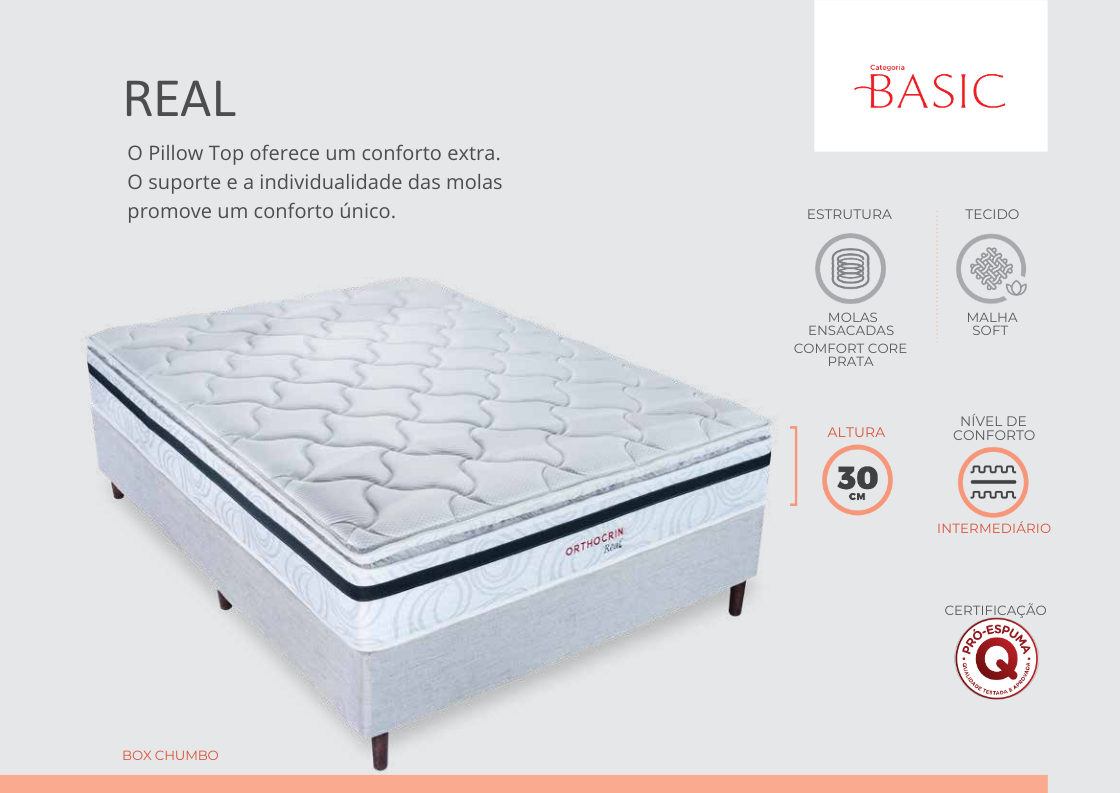 REAL
O Pillow Top oferece um conforto extra.
O suporte e a individualidade das molas
promove um conforto único.
Categoria
BASIC
ESTRUTURA
MOLAS
ENSACADAS
COMFORT CORE
PRATA
TECIDO
MALHA
SOFT
ALTURA
30
CM
NÍVEL DE
CONFORTO
INTERMEDIÁRIO
ORTHOCRIN
Real
CERTIFICAÇÃO
PRÓ-ESPUMA
Q
QUALIDADE TESTADA E APROVADA
BOX CHUMBO